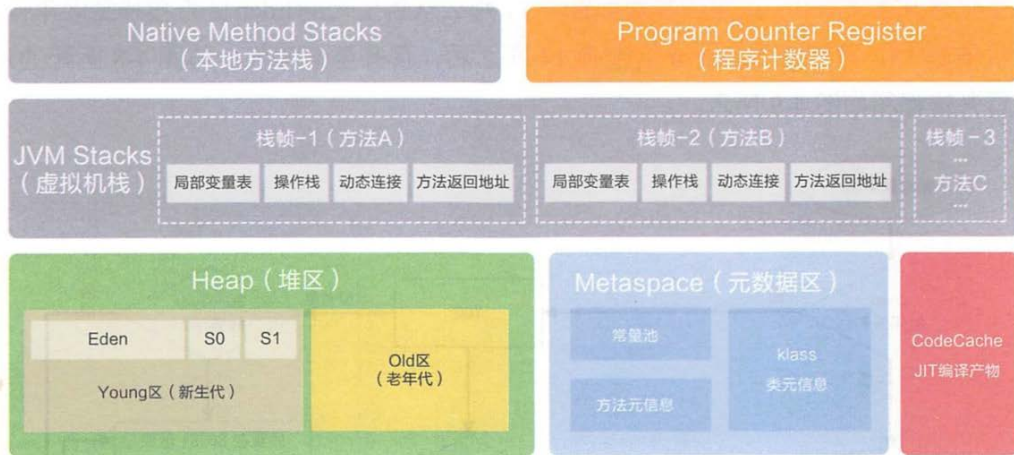 Native Method Stacks
（本地方法栈）
Program Counter Register
（程序计数器）
JVM Stacks
（虚拟机栈）
栈帧-1（方法A）
局部变量表
操作栈
动态连接
方法返回地址
栈帧-2（方法B）
局部变量表
操作栈
动态连接
方法返回地址
栈帧-3
...
方法C
...
Heap（堆区）
Eden
S0
S1
Young区（新生代）
Old区
（老年代）
Metaspace（元数据区）
常量池
方法元信息
klass
类元信息
CodeCache
JIT编译产物